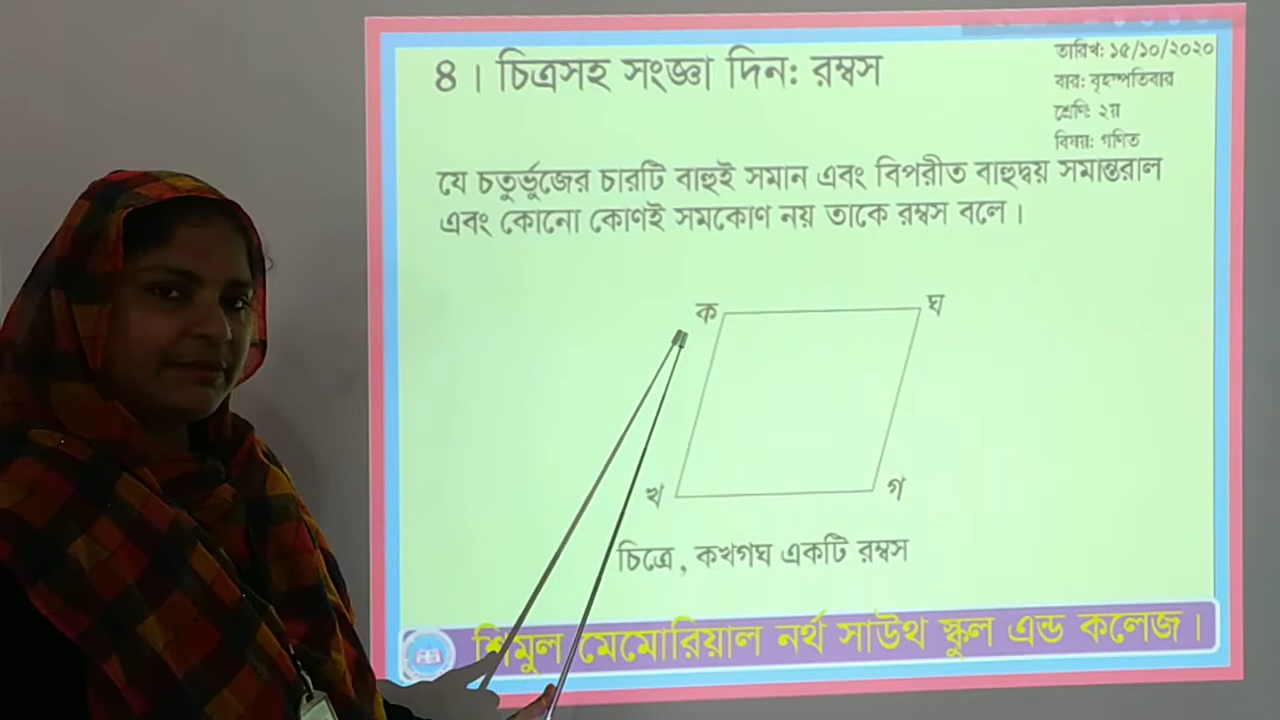 ৪। চিত্রসহ সংজ্ঞা দিন: রম্বস
তারিখ: ১৫/১০/২০২০
বার: বৃহস্পতিবার
শ্রেণি: ২য়
বিষয়: গণিত
যে চতুর্ভুজের চারটি বাহুই সমান এবং বিপরীত বাহুদ্বয় সমান্তরাল
এবং কোনো কোণই সমকোণ নয় তাকে রম্বস বলে।
ক
ঘ
খ
গ
চিত্রে, কখগঘ একটি রম্বস
শিমুল মেমোরিয়াল নর্থ সাউথ স্কুল এন্ড কলেজ।